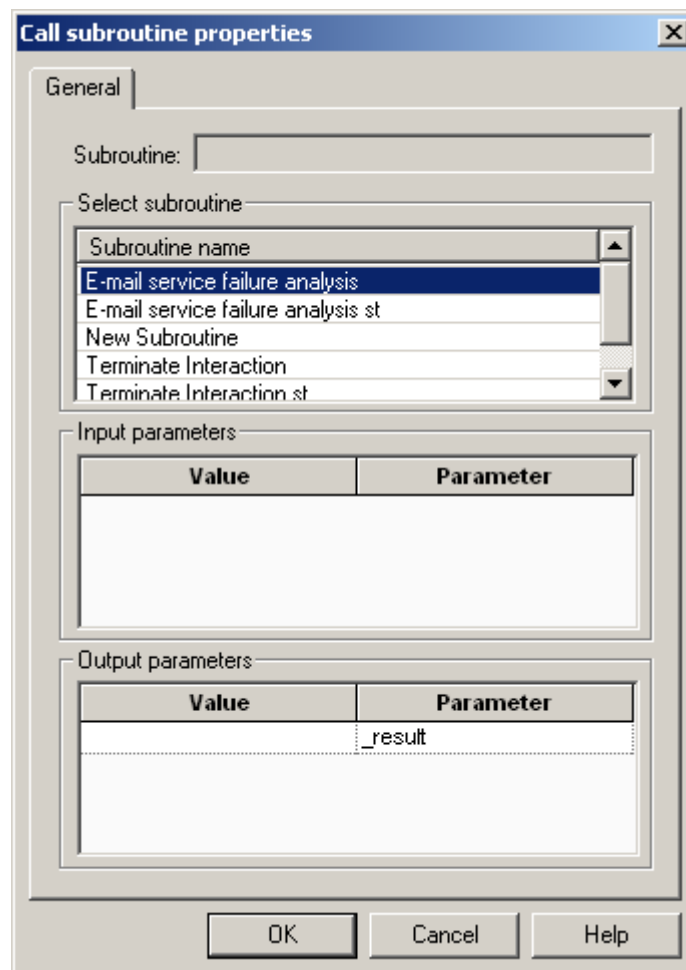 Call subroutine properties
General
Subroutine:
Select subroutine
Subroutine name
E-mail service failure analysis
E-mail service failure analysis st
New Subroutine
Terminate Interaction
Terminate Interaction st
Input parameters
Value Parameter
Output parameters
Value Parameter
_result
OK Cancel Help